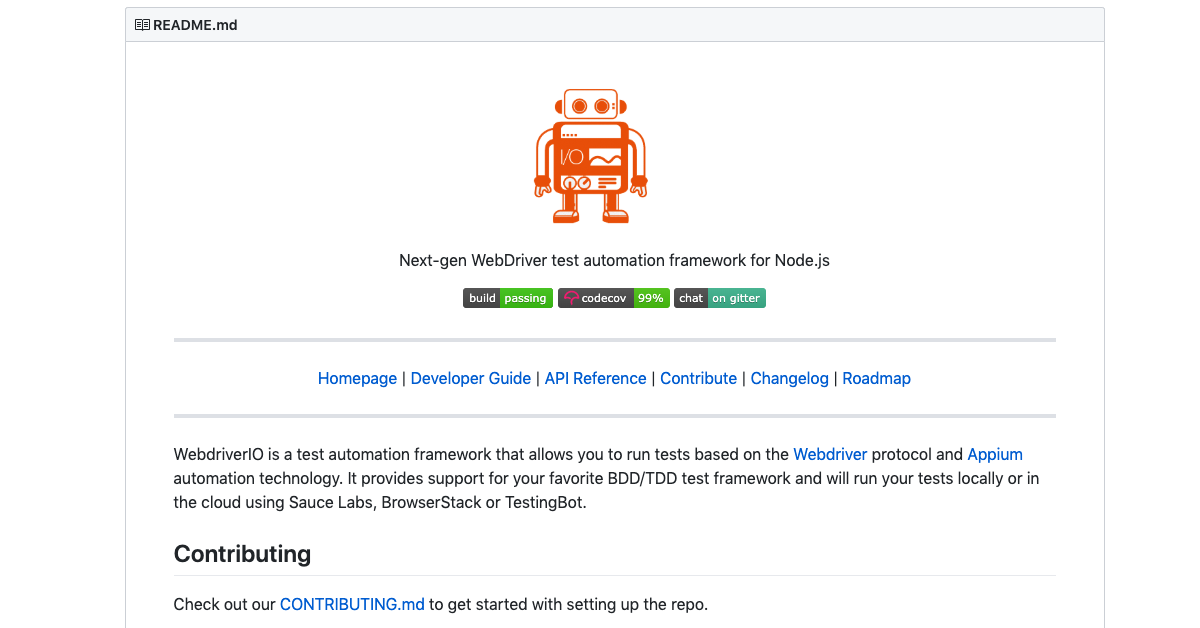 README.md
I/O
Next-gen WebDriver test automation framework for Node.js
build passing codecov 99% chat on gitter
Homepage | Developer Guide | API Reference | Contribute | Changelog | Roadmap
WebdriverIO is a test automation framework that allows you to run tests based on the Webdriver protocol and Appium
automation technology. It provides support for your favorite BDD/TDD test framework and will run your tests locally or in
the cloud using Sauce Labs, BrowserStack or TestingBot.
Contributing
Check out our CONTRIBUTING.md to get started with setting up the repo.